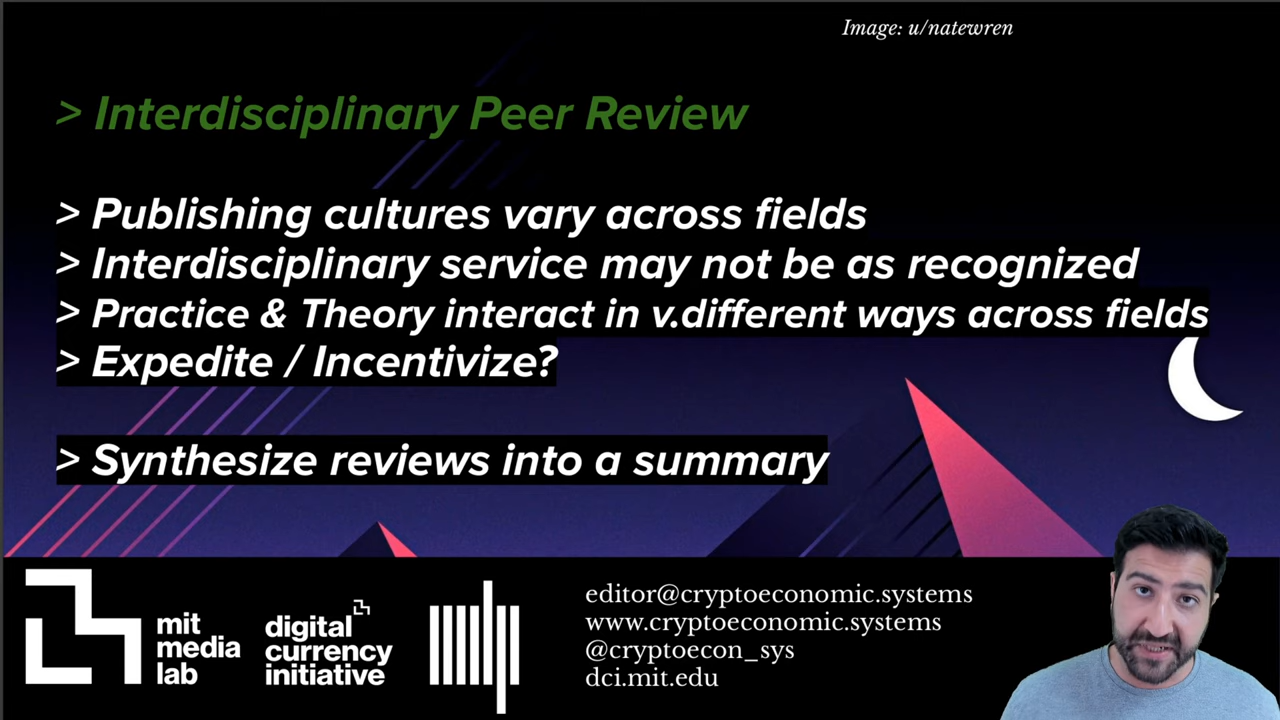 Image: u/natewren
> Interdisciplinary Peer Review
> Publishing cultures vary across fields
> Interdisciplinary service may not be as recognized
> Practice & Theory interact in v.different ways across fields
> Expedite / Incentivize?
> Synthesize reviews into a summary
mit
media
lab
digital
currency
initiative
editor@cryptoeconomic.systems
www.cryptoeconomic.systems
@cryptoecon_sys
dci.mit.edu